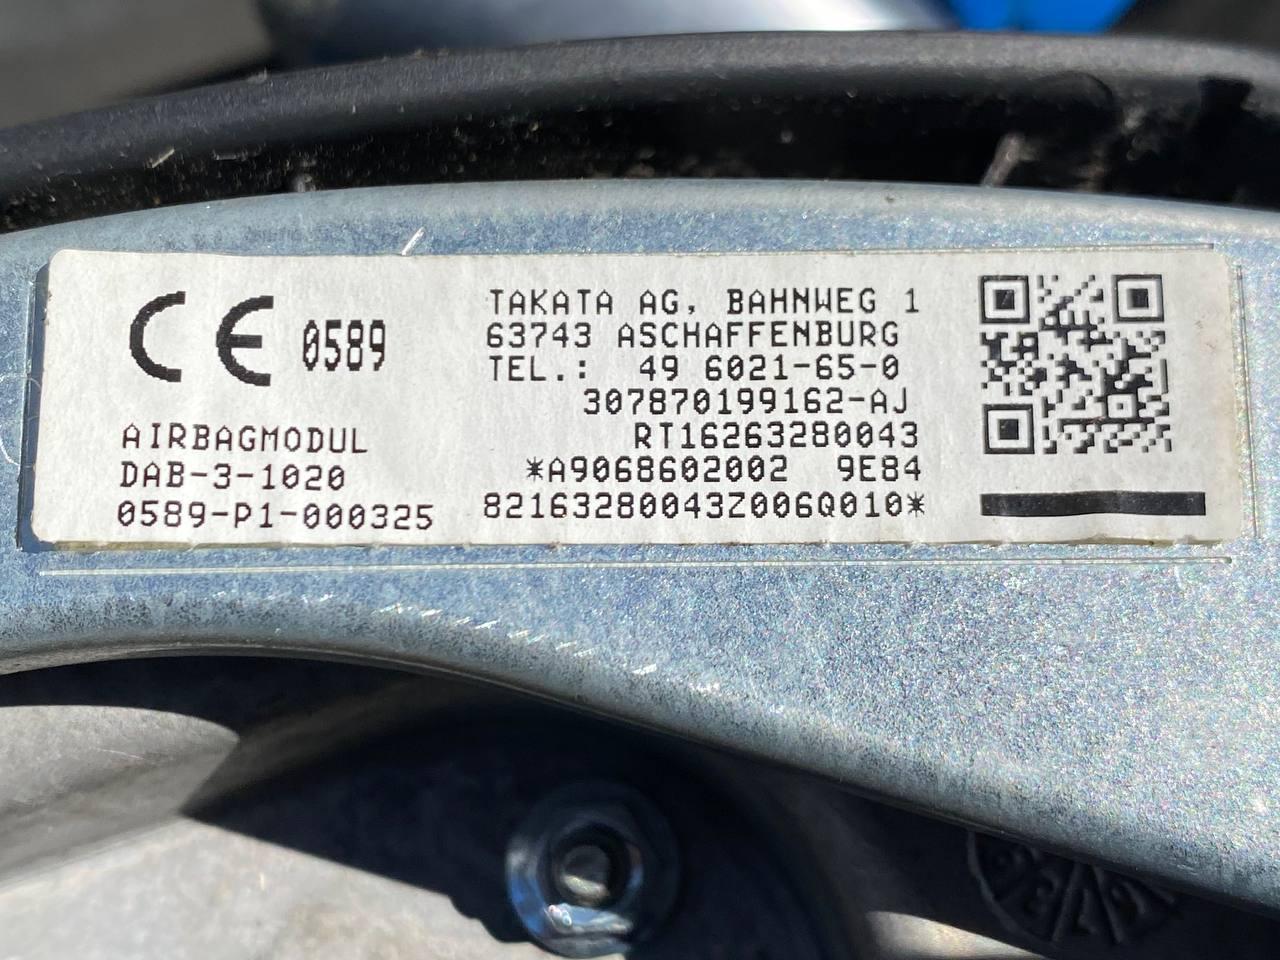 CE 0589
AIRBAGMODUL
DAB-3-1020
0589-P1-000325
TAKATA AG, BAHNWEG 1
63743 ASCHAFFENBURG
TEL.: 49 6021-65-0
307870199162-AJ
RT16263280043
*A9068602002 9E84
82163280043Z006Q010*